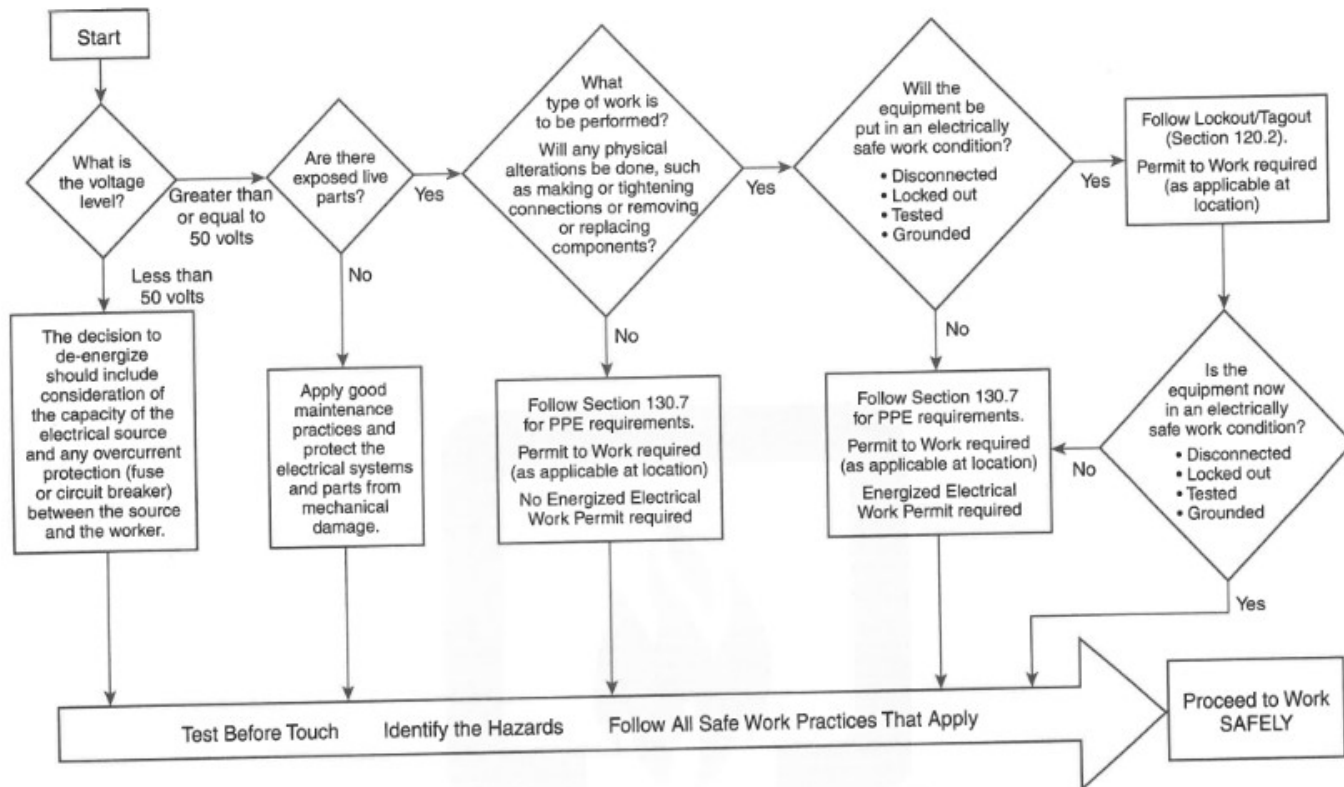 Start
What is
the voltage
level?
Greater than
or equal to
50 volts
Less than
50 volts
The decision to
de-energize
should include
consideration of
the capacity of the
electrical source
and any overcurrent
protection (fuse
or circuit breaker)
between the source
and the worker.
Are there
exposed live
parts?
Yes
No
Apply good
maintenance
practices and
protect the
electrical systems
and parts from
mechanical
damage.
What
type of work is
to be performed?
Will any physical
alterations be done, such
as making or tightening
connections or removing
or replacing
components?
Yes
No
Follow Section 130.7
for PPE requirements.
Permit to Work required
(as applicable at location)
No Energized Electrical
Work Permit required
Will the
equipment be
put in an electrically
safe work condition?
• Disconnected
• Locked out
• Tested
• Grounded
Yes
No
Follow Section 130.7
for PPE requirements.
Permit to Work required
(as applicable at location)
Energized Electrical
Work Permit required
Follow Lockout/Tagout
(Section 120.2).
Permit to Work required
(as applicable at
location)
Is the
equipment now
in an electrically
safe work condition?
• Disconnected
• Locked out
• Tested
• Grounded
No
Yes
Test Before Touch Identify the Hazards Follow All Safe Work Practices That Apply
Proceed to Work
SAFELY